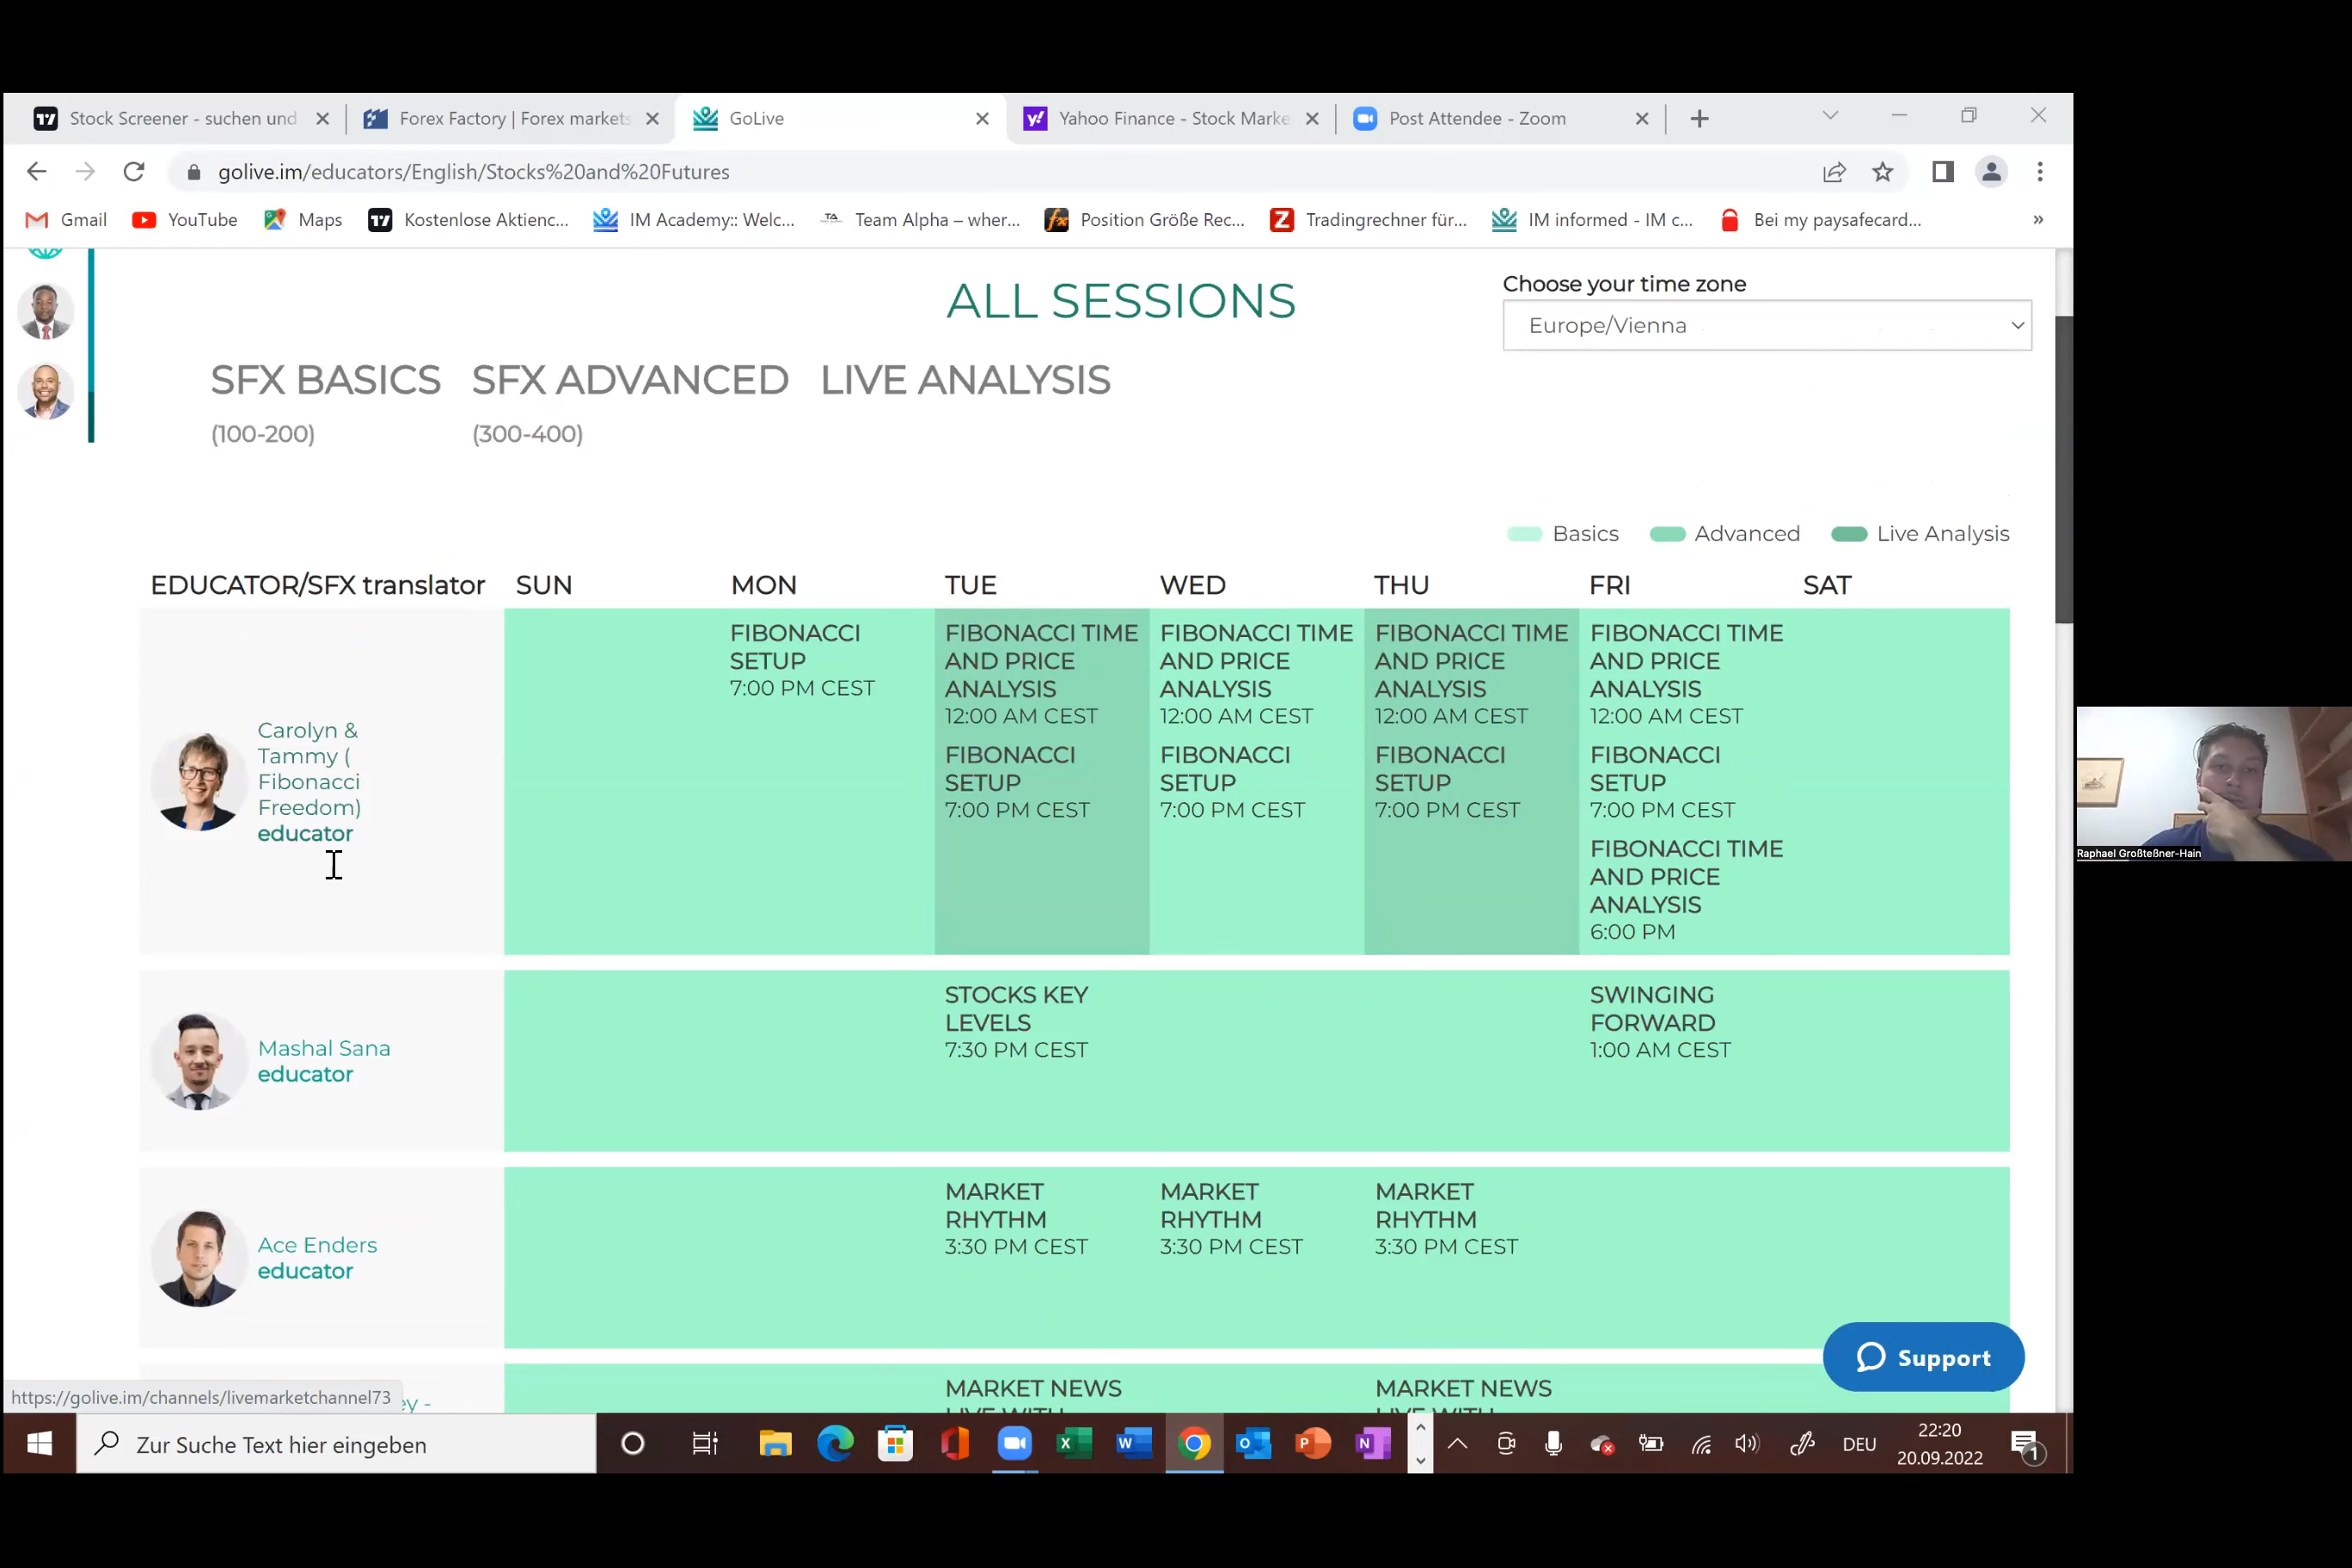 Stock Screener - suchen und
Forex Factory | Forex markets
GoLive
Yahoo Finance - Stock Marke
Post Attendee - Zoom
golive.im/educators/English/Stocks%20and%20Futures
Gmail
YouTube
Maps
Kostenlose Aktienc...
IM Academy:: Welc...
Team Alpha – wher...
Position Größe Rec...
Tradingrechner für...
IM informed - IM c...
Bei my paysafecard...
»
ALL SESSIONS
Choose your time zone
Europe/Vienna
SFX BASICS
(100-200)
SFX ADVANCED
(300-400)
LIVE ANALYSIS
Basics
Advanced
Live Analysis
EDUCATOR/SFX translator SUN MON TUE WED THU FRI SAT
Carolyn &
Tammy (
Fibonacci
Freedom)
educator
FIBONACCI
SETUP
7:00 PM CEST
FIBONACCI TIME
AND PRICE
ANALYSIS
12:00 AM CEST
FIBONACCI
SETUP
7:00 PM CEST
FIBONACCI TIME
AND PRICE
ANALYSIS
12:00 AM CEST
FIBONACCI
SETUP
7:00 PM CEST
FIBONACCI TIME
AND PRICE
ANALYSIS
12:00 AM CEST
FIBONACCI
SETUP
7:00 PM CEST
FIBONACCI TIME
AND PRICE
ANALYSIS
12:00 AM CEST
FIBONACCI
SETUP
7:00 PM CEST
FIBONACCI TIME
AND PRICE
ANALYSIS
6:00 PM
Mashal Sana
educator
STOCKS KEY
LEVELS
7:30 PM CEST
SWINGING
FORWARD
1:00 AM CEST
Ace Enders
educator
MARKET
RHYTHM
3:30 PM CEST
MARKET
RHYTHM
3:30 PM CEST
MARKET
RHYTHM
3:30 PM CEST
ey -
MARKET NEWS
LIVE WITH
MARKET NEWS
LIVE WITH
Support
https://golive.im/channels/livemarketchannel73
Zur Suche Text hier eingeben
DEU
22:20
20.09.2022
1
Raphael Großteßner-Hain